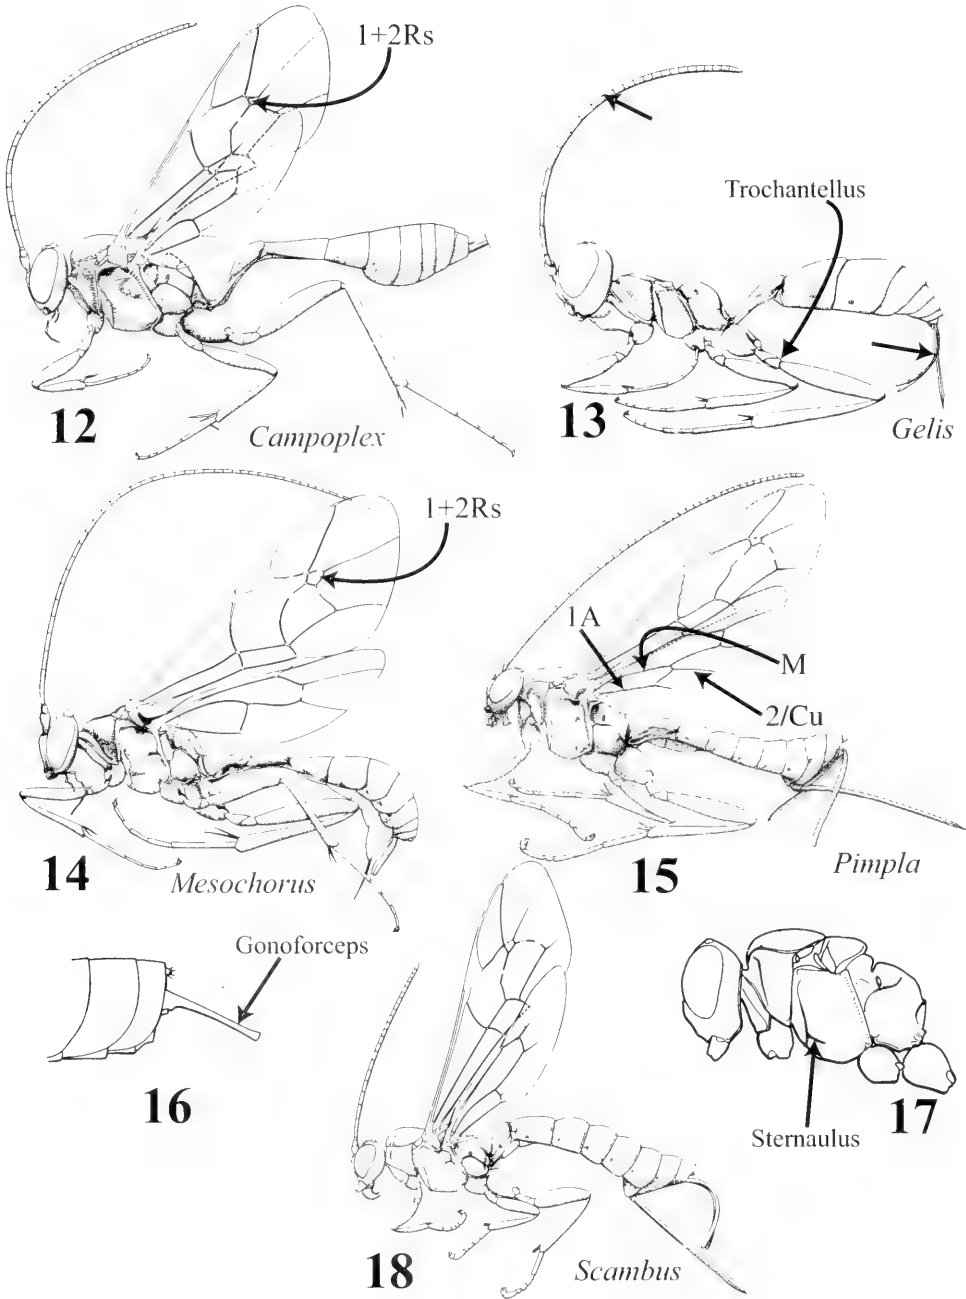 1+2Rs
12
Campoplex
Trochantellus
13
Gelis
1+2Rs
14
Mesochorus
1A
M
2/Cu
15
Pimpla
Gonoforceps
16
Sternaulus
17
18
Scambus